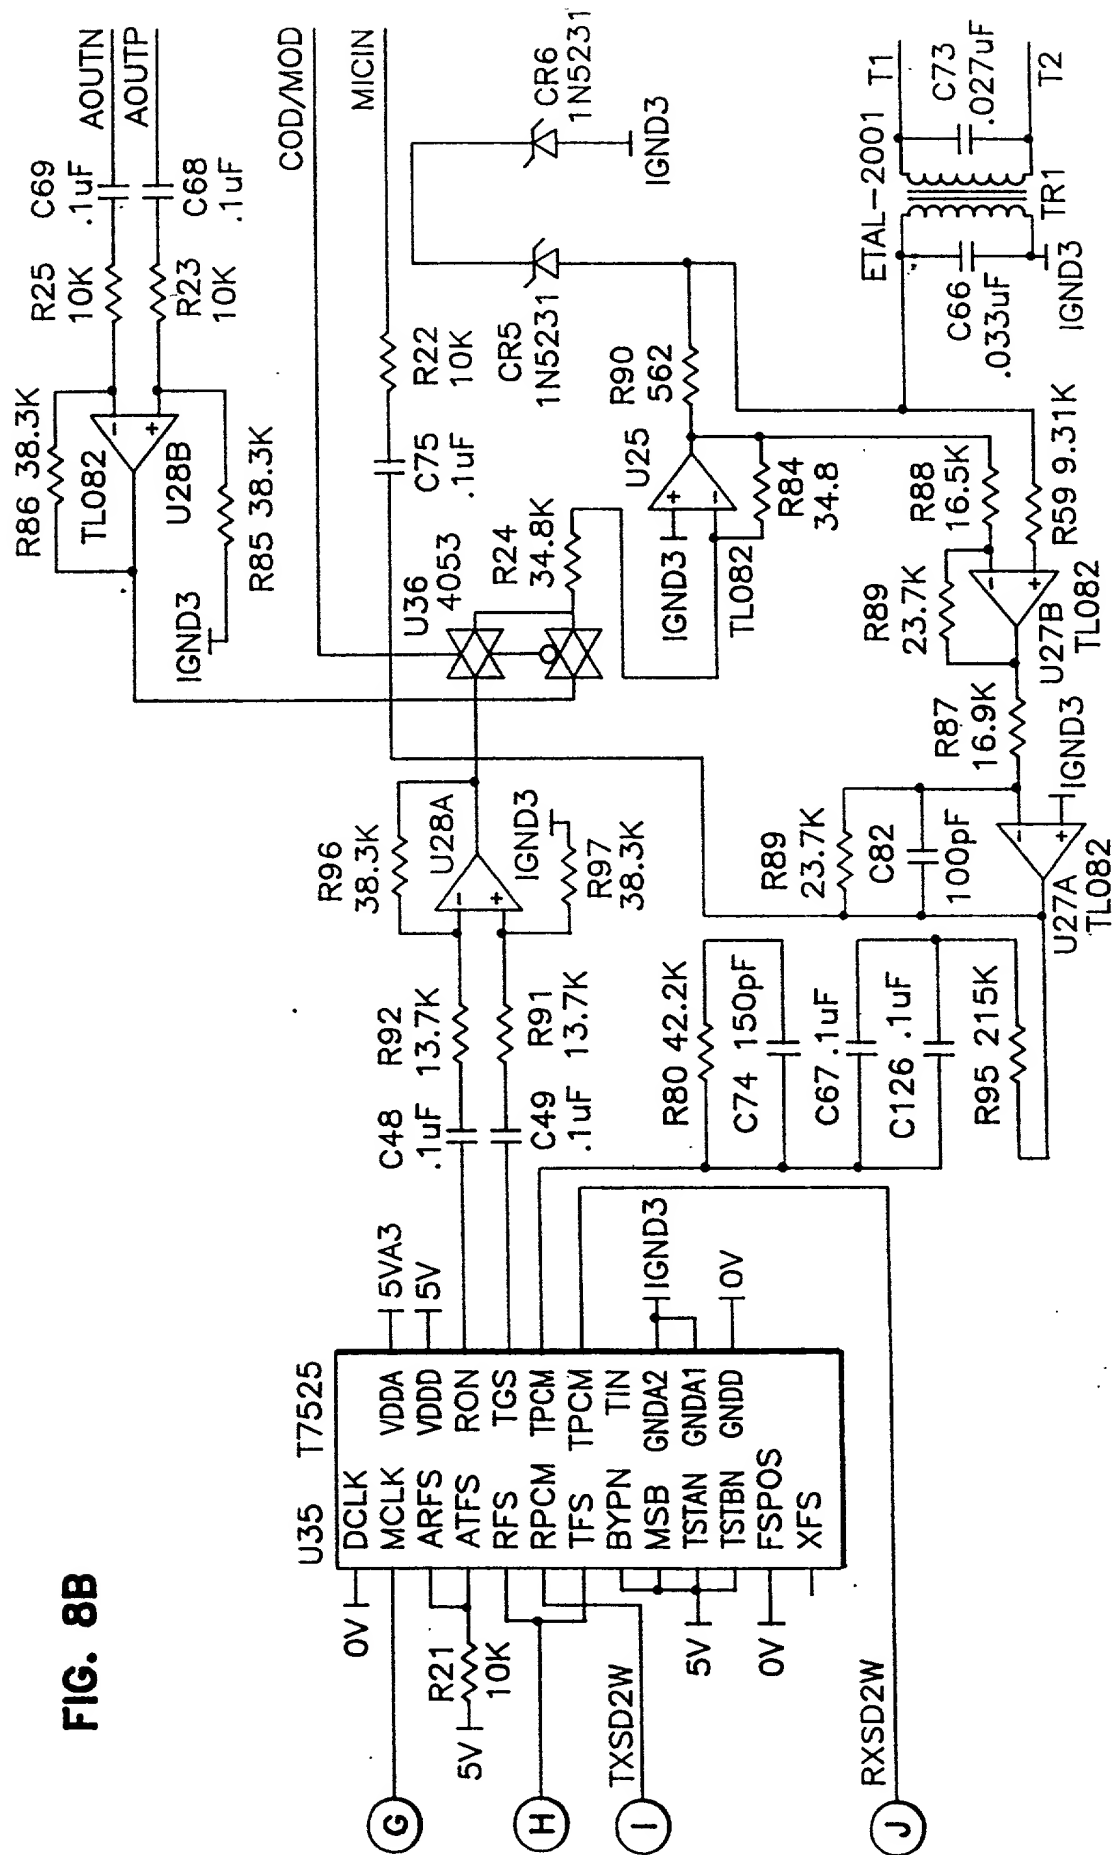 FIG. 8B
U35 T7525
DCLK
MCLK
ARFS
ATFS
RFS
RPCM
TFS
BYPN
MSB
TSTAN
TSTBN
FSPOS
XFS
VDDA
VDDD
RON
TGS
TPCM
TPCM
TIN
GNDA2
GNDA1
GNDD
0V
R21
10K
5V
5V
0V
G
H
I
J
TXSD2W
RXSD2W
5VA3
5V
IGND3
0V
C48
.1uF
R92
13.7K
C49
.1uF
R91
13.7K
R96
38.3K
U28A
IGND3
R97
38.3K
R80 42.2K
C74 150pF
C67 .1uF
C126 .1uF
R95 215K
R89
23.7K
C82
100pF
U27A
TL082
IGND3
R87
16.9K
U27B
TL082
R89
23.7K
R88
16.5K
R59 9.31K
R86 38.3K
TL082
U28B
R85 38.3K
IGND3
R25
10K
R23
10K
C69
.1uF
C68
.1uF
AOUTN
AOUTP
COD/MOD
MICIN
R22
10K
C75
.1uF
U36
4053
R24
34.8K
CR5
1N5231
CR6
1N5231
IGND3
R90
562
U25
IGND3
TL082
R84
34.8
ETAL-2001
T1
C73
.027uF
T2
TR1
C66
.033uF
IGND3